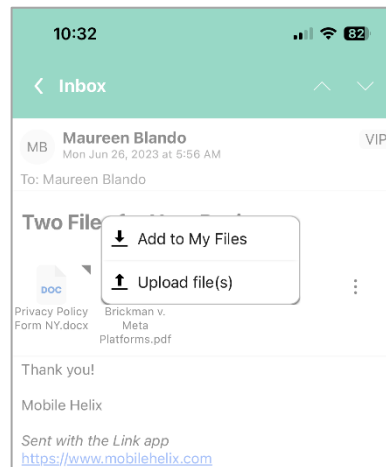 10:32
82
Inbox
MB
Maureen Blando
VIP
Mon Jun 26, 2023 at 5:56 AM
To: Maureen Blando
Two File
Add to My Files
Upload file(s)
DOC
Privacy Policy
Form NY.docx
Brickman v.
Meta
Platforms.pdf
Thank you!
Mobile Helix
Sent with the Link app
https://www.mobilehelix.com